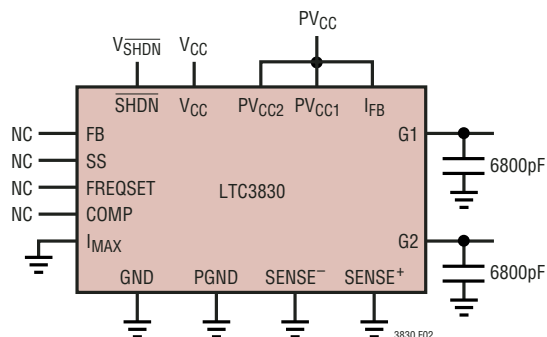 PVCC
VSHDN VCC
SHDN VCC PVCC2 PVCC1 IFB
NC FB G1
NC SS 6800pF
NC FREQSET LTC3830
NC COMP
IMAX G2
GND PGND SENSE– SENSE+ 6800pF
3830 F02